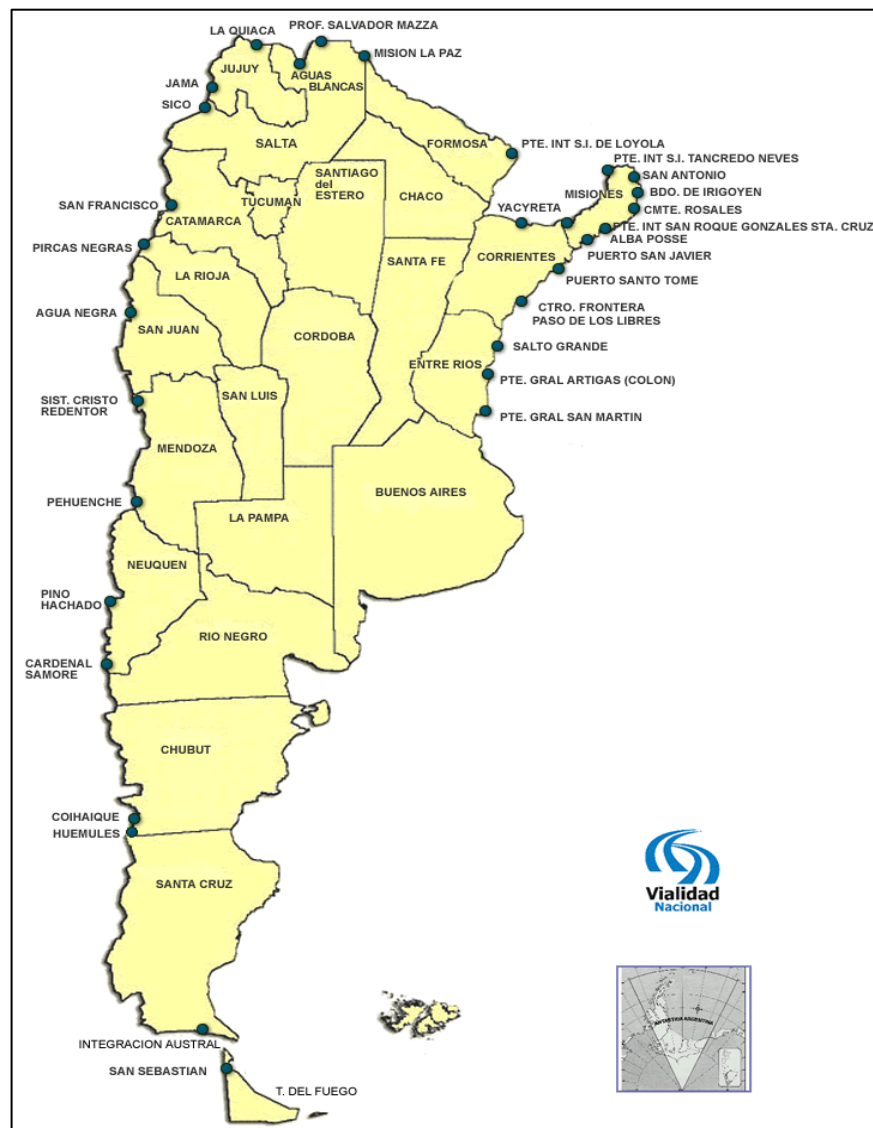 LA QUIACA
PROF. SALVADOR MAZZA
MISION LA PAZ
JUJUY
AGUAS
BLANCAS
JAMA
SICO
SALTA
FORMOSA
PTE. INT S.I. DE LOYOLA
PTE. INT S.I. TANCREDO NEVES
SANTIAGO
del
ESTERO
CHACO
SAN ANTONIO
MISIONES
BDO. DE IRIGOYEN
SAN FRANCISCO
TUCUMAN
CATAMARCA
YACYRETA
CMTE. ROSALES
PTE. INT SAN ROQUE GONZALES STA. CRUZ
ALBA POSSE
PIRCAS NEGRAS
LA RIOJA
SANTA FE
CORRIENTES
PUERTO SAN JAVIER
PUERTO SANTO TOME
AGUA NEGRA
SAN JUAN
CORDOBA
CTRO. FRONTERA
PASO DE LOS LIBRES
SALTO GRANDE
ENTRE RIOS
PTE. GRAL ARTIGAS (COLON)
SIST. CRISTO
REDENTOR
SAN LUIS
PTE. GRAL SAN MARTIN
MENDOZA
PEHUENCHE
BUENOS AIRES
LA PAMPA
NEUQUEN
PINO
HACHADO
RIO NEGRO
CARDENAL
SAMORE
CHUBUT
COIHAIQUE
HUEMULES
SANTA CRUZ
Vialidad
Nacional
ANTARTIDA ARGENTINA
INTEGRACION AUSTRAL
SAN SEBASTIAN
T. DEL FUEGO